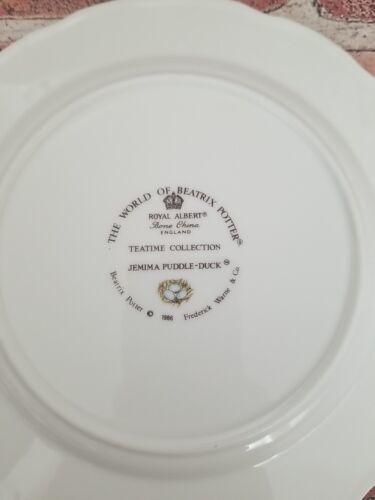 THE WORLD OF BEATRIX POTTER®
ROYAL ALBERT®
Bone China
ENGLAND
TEATIME COLLECTION
JEMIMA PUDDLE-DUCK™
Beatrix Potter © 1986 Frederick Warne & Co.